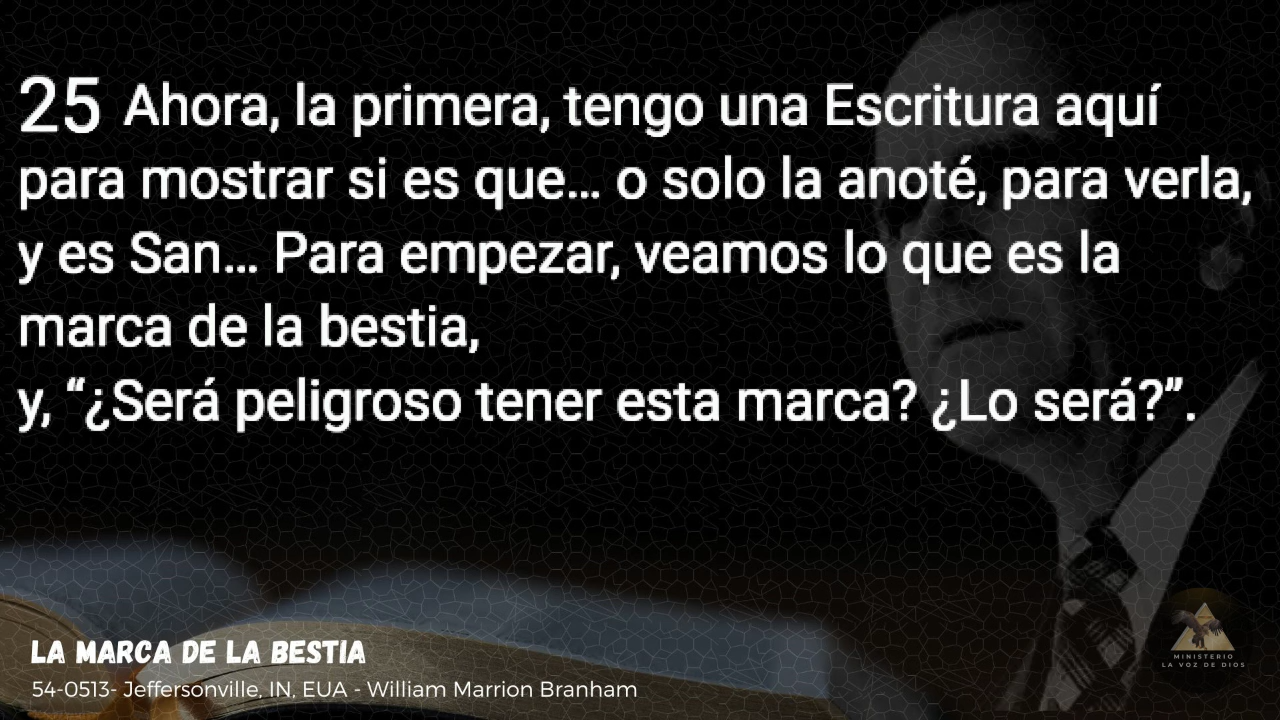 25 Ahora, la primera, tengo una Escritura aquí
para mostrar si es que... o solo la anoté, para verla,
y es San... Para empezar, veamos lo que es la
marca de la bestia,
y, “¿Será peligroso tener esta marca? ¿Lo será?”.
LA MARCA DE LA BESTIA
54-0513- Jeffersonville, IN, EUA - William Marrion Branham
MINISTERIO
LA VOZ DE DIOS